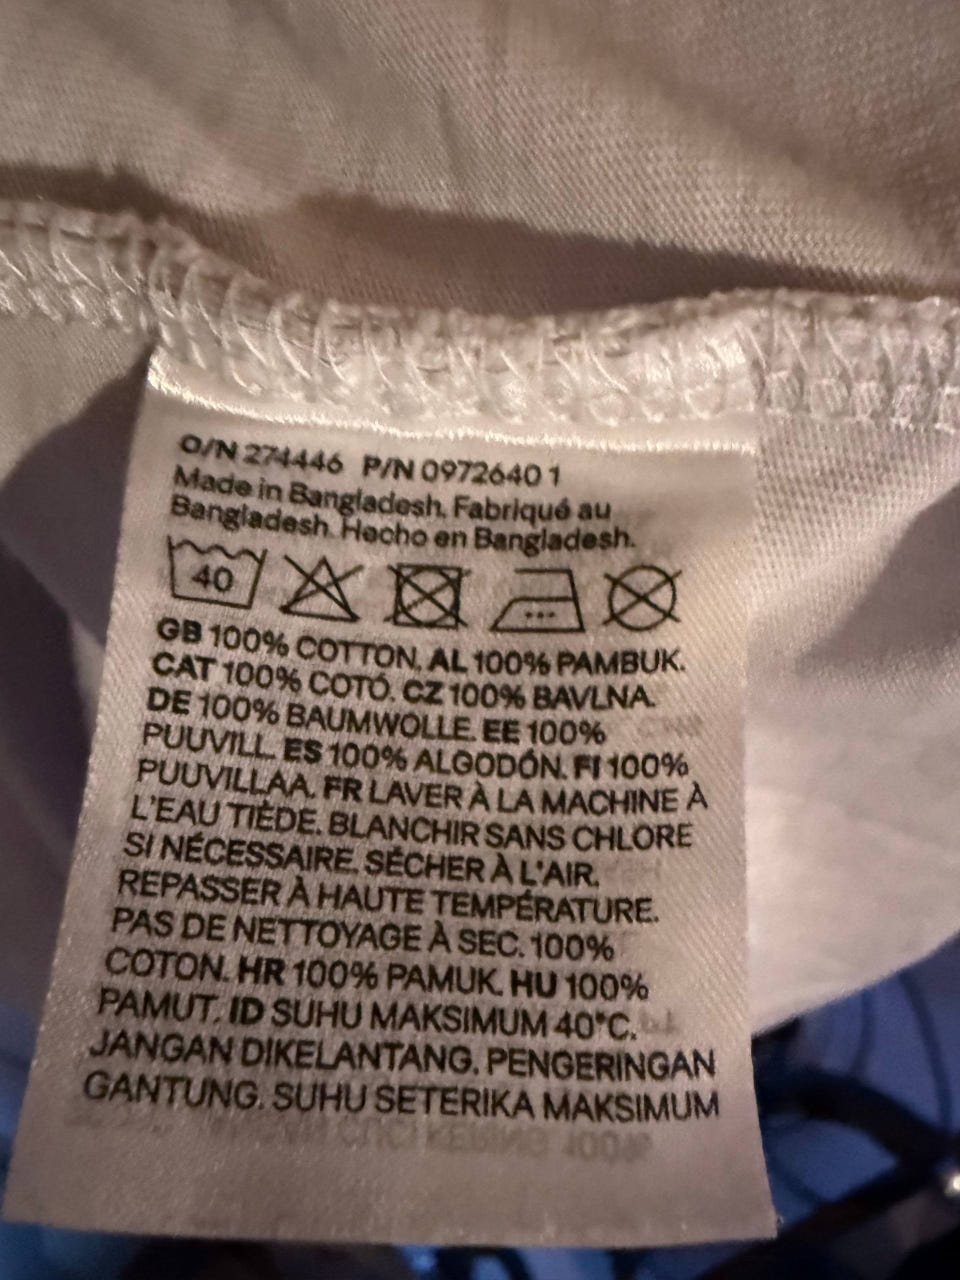 O/N 274446 P/N 0972640 1
Made in Bangladesh. Fabriqué au
Bangladesh. Hecho en Bangladesh.
40
GB 100% COTTON. AL 100% PAMBUK.
CAT 100% COTÓ. CZ 100% BAVLNA.
DE 100% BAUMWOLLE. EE 100%
PUUVILL. ES 100% ALGODÓN. FI 100%
PUUVILLAA. FR LAVER À LA MACHINE À
L'EAU TIÈDE. BLANCHIR SANS CHLORE
SI NÉCESSAIRE. SÉCHER À L'AIR.
REPASSER À HAUTE TEMPÉRATURE.
PAS DE NETTOYAGE À SEC. 100%
COTON. HR 100% PAMUK. HU 100%
PAMUT. ID SUHU MAKSIMUM 40°C.
JANGAN DIKELANTANG. PENGERINGAN
GANTUNG. SUHU SETERIKA MAKSIMUM